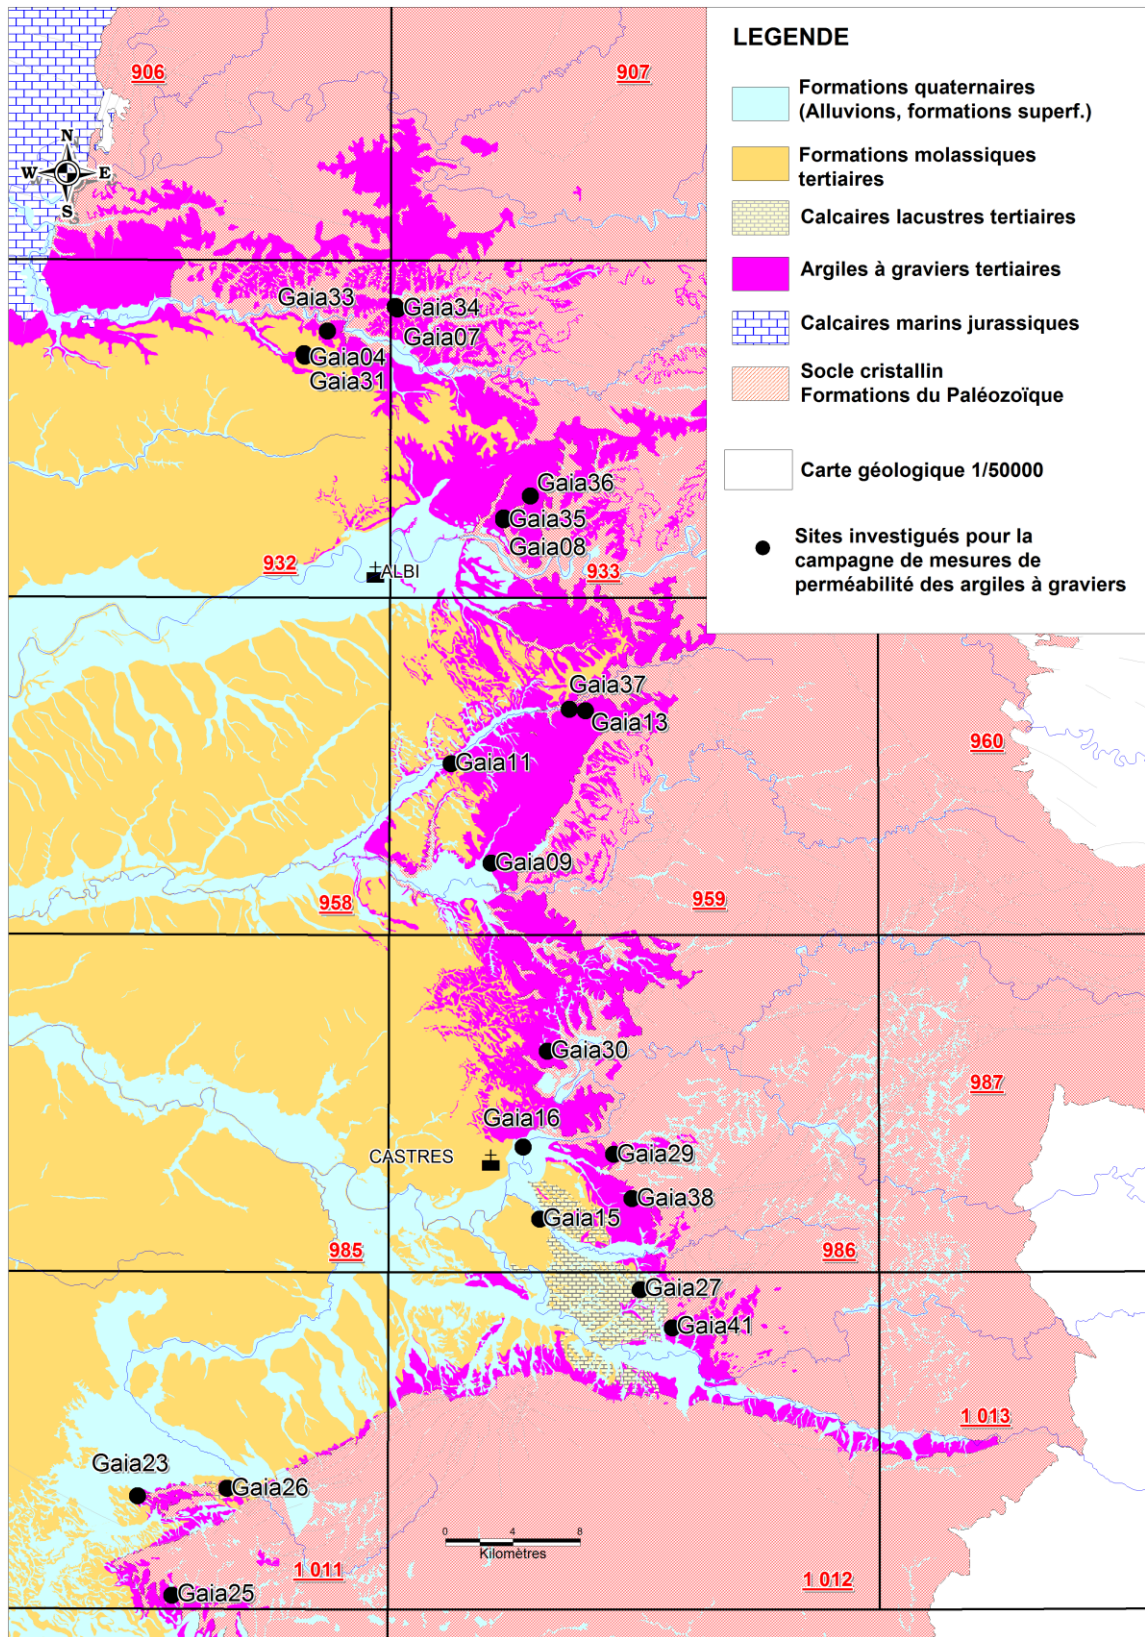 LEGENDE
Formations quaternaires
(Alluvions, formations superf.)
Formations molassiques
tertiaires
Calcaires lacustres tertiaires
Argiles à graviers tertiaires
Calcaires marins jurassiques
Socle cristallin
Formations du Paléozoïque
Carte géologique 1/50000
Sites investigués pour la
campagne de mesures de
perméabilité des argiles à graviers
906
907
N
W E
S
Gaia33
Gaia34
Gaia07
Gaia04
Gaia31
Gaia36
Gaia35
Gaia08
932
ALBI
933
Gaia37
Gaia13
960
Gaia11
Gaia09
958
959
Gaia30
987
Gaia16
CASTRES
Gaia29
Gaia38
Gaia15
985
986
Gaia27
Gaia41
1 013
Gaia23
Gaia26
0 4 8
Kilomètres
1 011
1 012
Gaia25